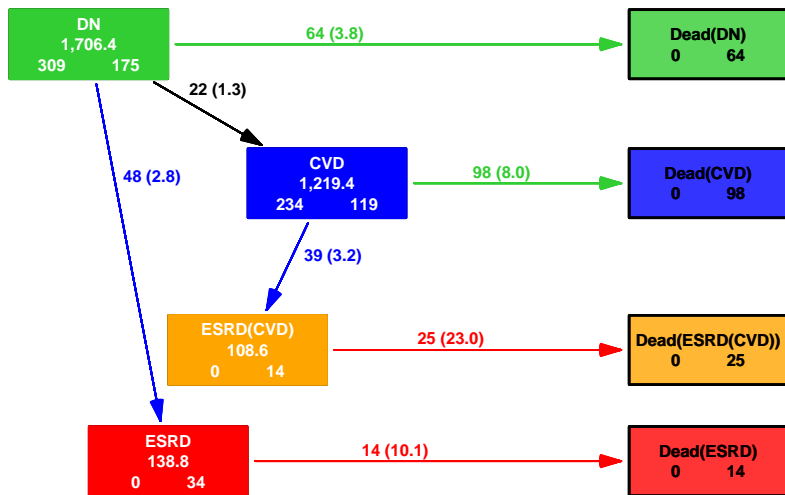 DN
1,706.4
309 175
64 (3.8)
Dead(DN)
0 64
22 (1.3)
48 (2.8)
CVD
1,219.4
234 119
98 (8.0)
Dead(CVD)
0 98
39 (3.2)
ESRD(CVD)
108.6
0 14
25 (23.0)
Dead(ESRD(CVD))
0 25
ESRD
138.8
0 34
14 (10.1)
Dead(ESRD)
0 14